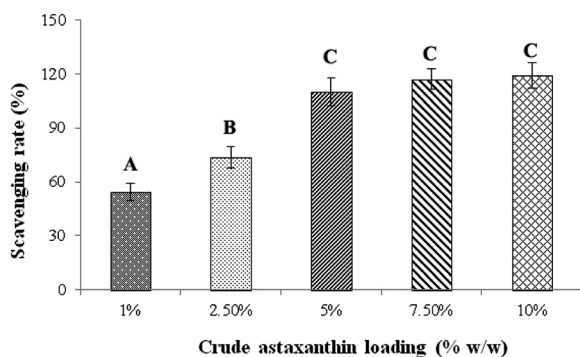 150
120
90
60
30
0
Scavenging rate (%)
A
B
C
C
C
1%
2.50%
5%
7.50%
10%
Crude astaxanthin loading (% w/w)